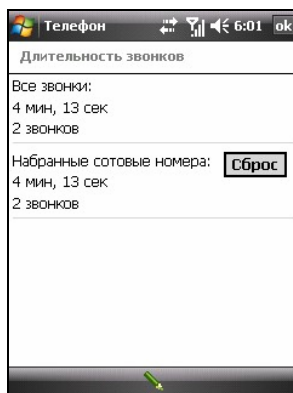 Телефон 6:01 ok
Длительность звонков
Все звонки:
4 мин, 13 сек
2 звонков
Набранные сотовые номера: Сброс
4 мин, 13 сек
2 звонков